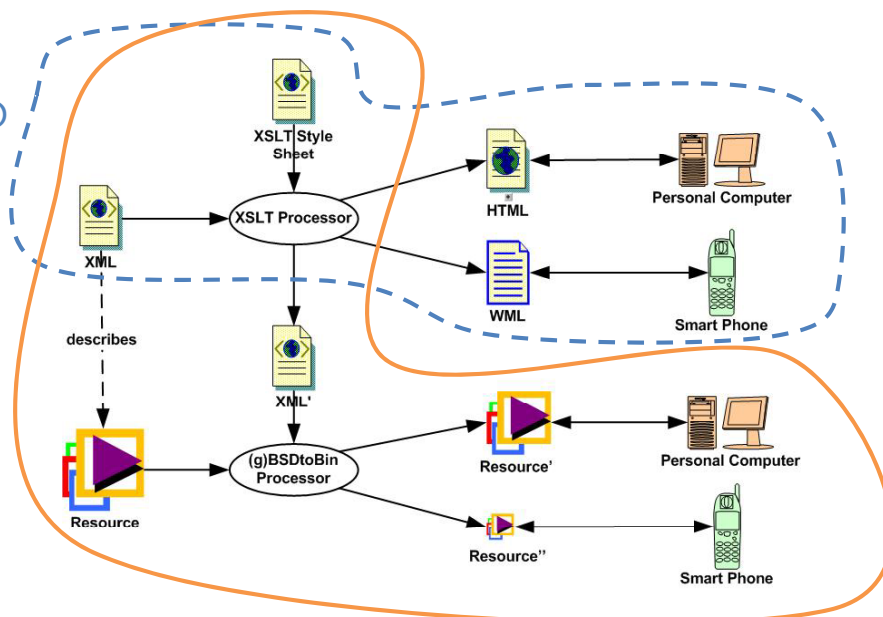 XSLT Style
Sheet
XSLT Processor
XML
HTML
Personal Computer
WML
Smart Phone
describes
XML'
(g)BSDtoBin
Processor
Resource
Resource'
Personal Computer
Resource''
Smart Phone